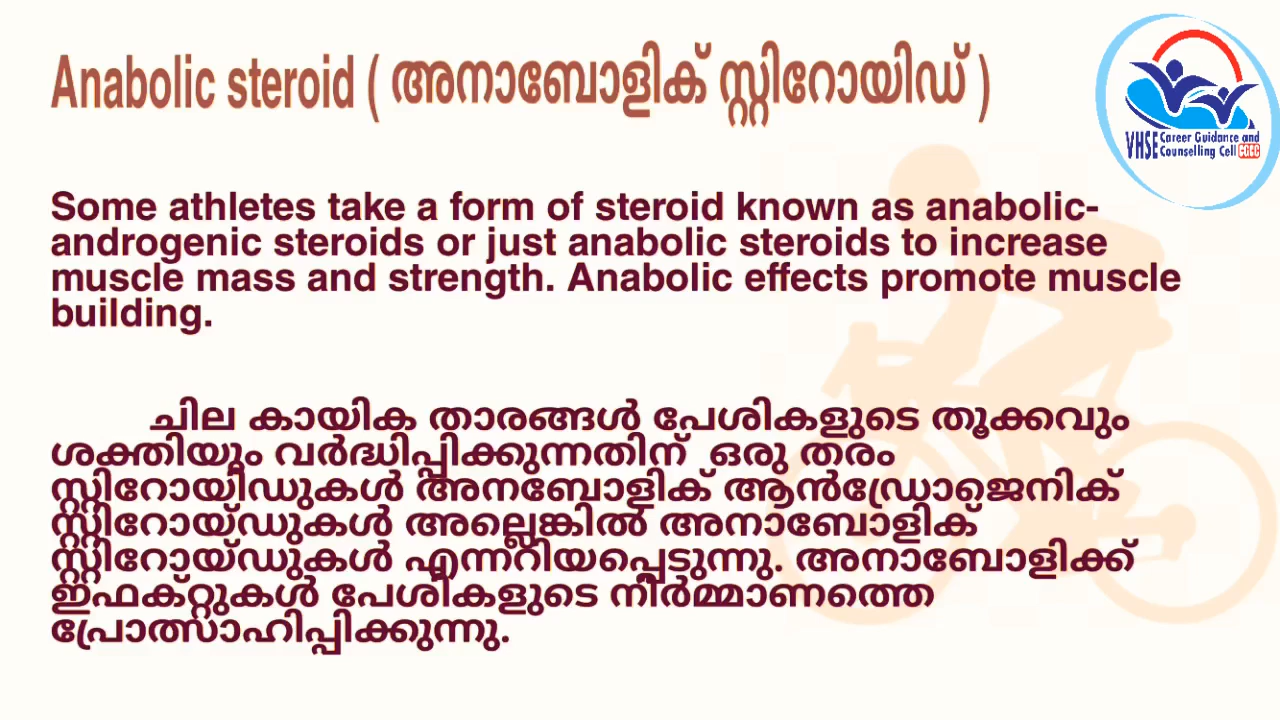 Anabolic steroid ( അനാബോളിക് സ്റ്റിറോയിഡ് )
VHSE Career Guidance and
Counselling Cell CGCC
Some athletes take a form of steroid known as anabolic-
androgenic steroids or just anabolic steroids to increase
muscle mass and strength. Anabolic effects promote muscle
building.
ചില കായിക താരങ്ങൾ പേശികളുടെ തൂക്കവും
ശക്തിയും വർദ്ധിപ്പിക്കുന്നതിന് ഒരു തരം
സ്റ്റിറോയിഡുകൾ അനബോളിക് ആൻഡ്രോജെനിക്
സ്റ്റിറോയ്ഡുകൾ അല്ലെങ്കിൽ അനാബോളിക്
സ്റ്റിറോയ്ഡുകൾ എന്നറിയപ്പെടുന്നു. അനാബോളിക്ക്
ഇഫക്റ്റുകൾ പേശികളുടെ നിർമ്മാണത്തെ
പ്രോത്സാഹിപ്പിക്കുന്നു.